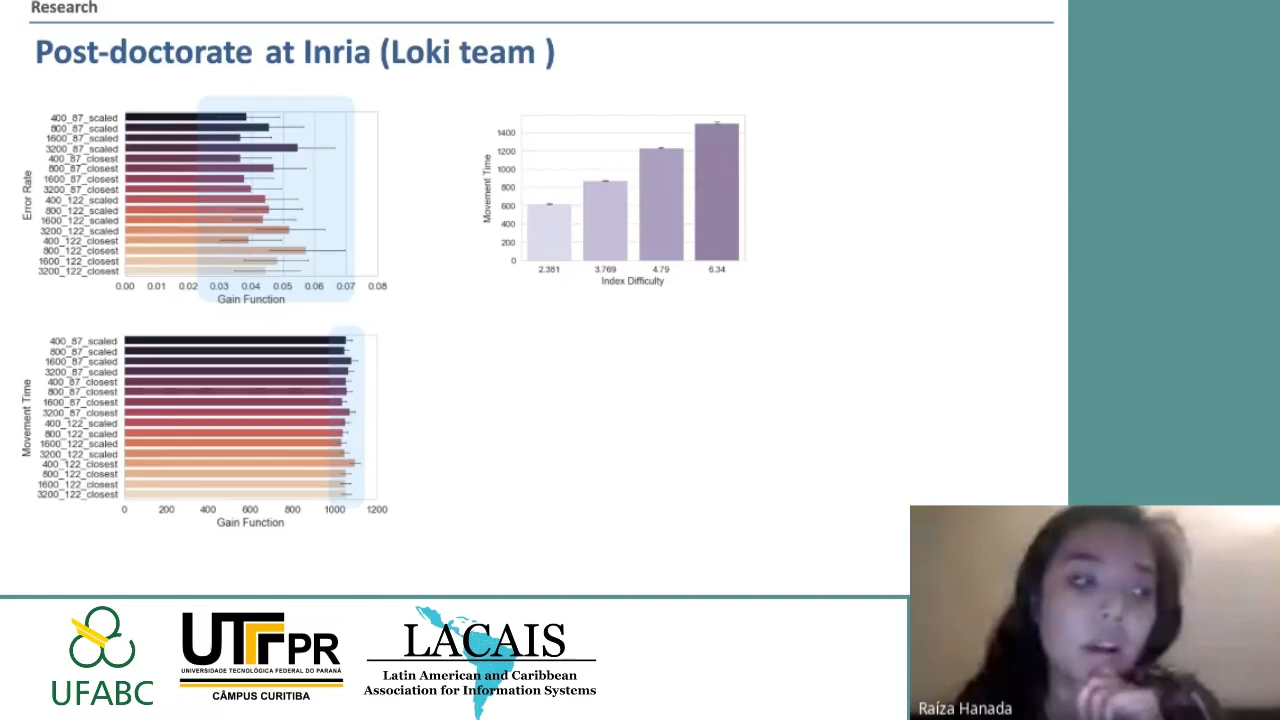 Research
Post-doctorate at Inria (Loki team )
Error Rate
400_87_scaled
800_87_scaled
1600_87_scaled
3200_87_scaled
400_87_closest
800_87_closest
1600_87_closest
3200_87_closest
400_122_scaled
800_122_scaled
1600_122_scaled
3200_122_scaled
400_122_closest
800_122_closest
1600_122_closest
3200_122_closest
0.00 0.01 0.02 0.03 0.04 0.05 0.06 0.07 0.08
Gain Function
Movement Time
1400
1200
1000
800
600
400
200
0
2.381 3.769 4.79 6.34
Index Difficulty
Movement Time
400_87_scaled
800_87_scaled
1600_87_scaled
3200_87_scaled
400_87_closest
800_87_closest
1600_87_closest
3200_87_closest
400_122_scaled
800_122_scaled
1600_122_scaled
3200_122_scaled
400_122_closest
800_122_closest
1600_122_closest
3200_122_closest
0 200 400 600 800 1000 1200
Gain Function
UFABC
UTFPR
UNIVERSIDADE TECNOLÓGICA FEDERAL DO PARANÁ
CÂMPUS CURITIBA
LACAIS
Latin American and Caribbean
Association for Information Systems
Raíza Hanada